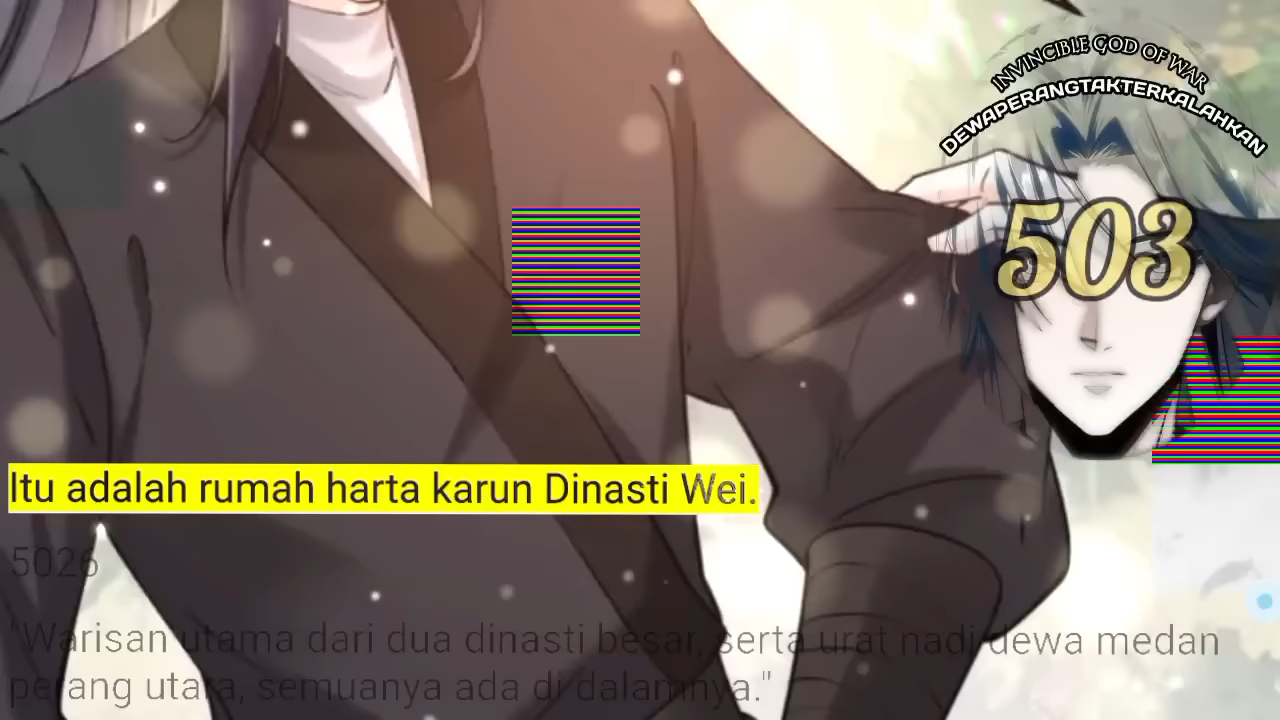 INVINCIBLE GOD OF WAR
DEWAPERANGTAKTERKALAHKAN
503
Itu adalah rumah harta karun Dinasti Wei.
5026
"Warisan utama dari dua dinasti besar, serta urat nadi dewa medan
perang utara, semuanya ada di dalamnya."